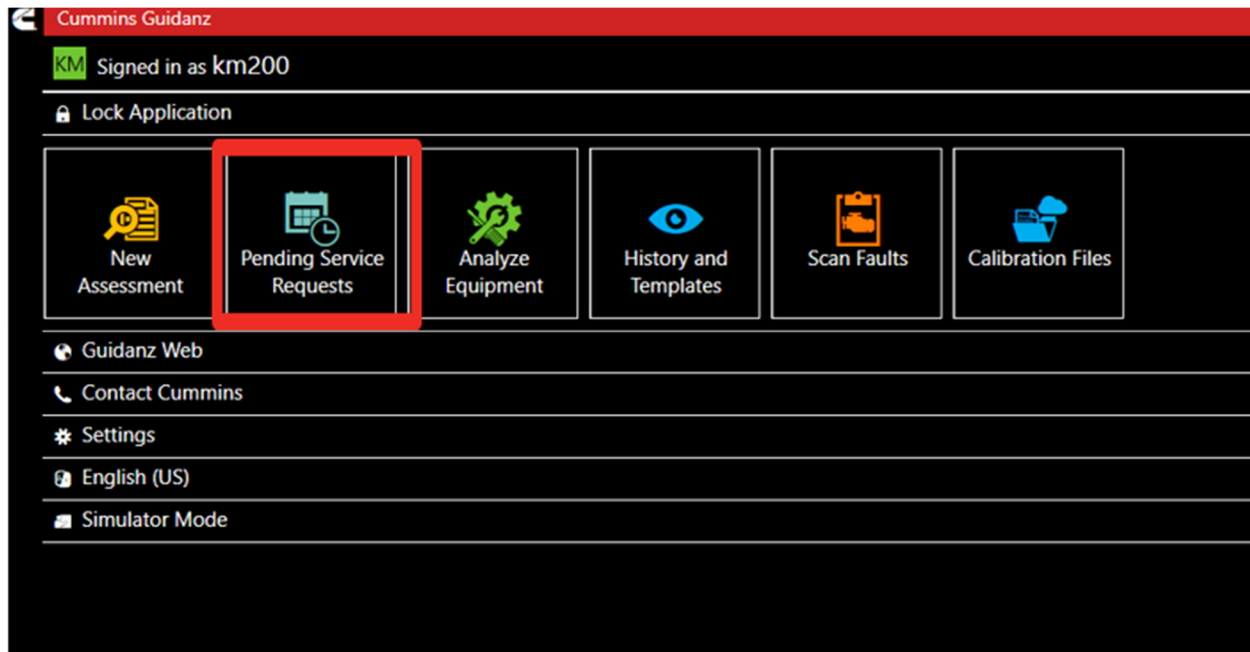 Cummins Guidanz
KM Signed in as km200
Lock Application
New
Assessment
Pending Service
Requests
Analyze
Equipment
History and
Templates
Scan Faults
Calibration Files
Guidanz Web
Contact Cummins
Settings
English (US)
Simulator Mode